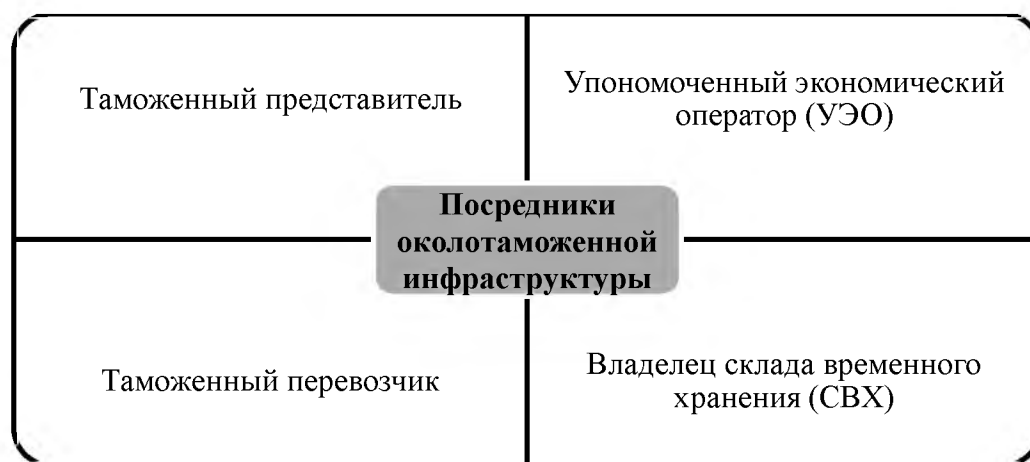 Таможенный представитель
Упономоченный экономический
оператор (УЭО)
Посредники
околотаможенной
инфраструктуры
Таможенный перевозчик
Владелец склада временного
хранения (СВХ)